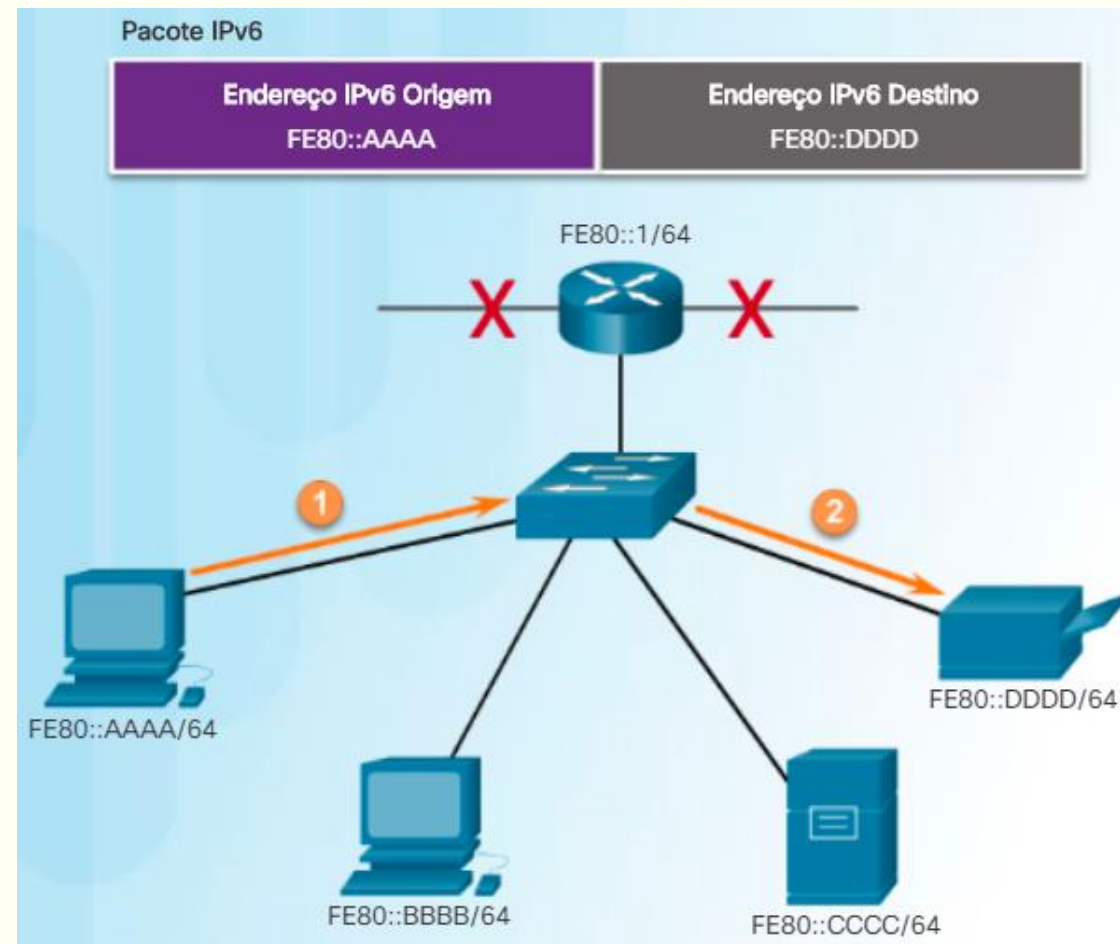 Pacote IPv6
Endereço IPv6 Origem
FE80::AAAA
Endereço IPv6 Destino
FE80::DDDD
FE80::1/64
X
X
1
2
FE80::AAAA/64
FE80::DDDD/64
FE80::BBBB/64
FE80::CCCC/64